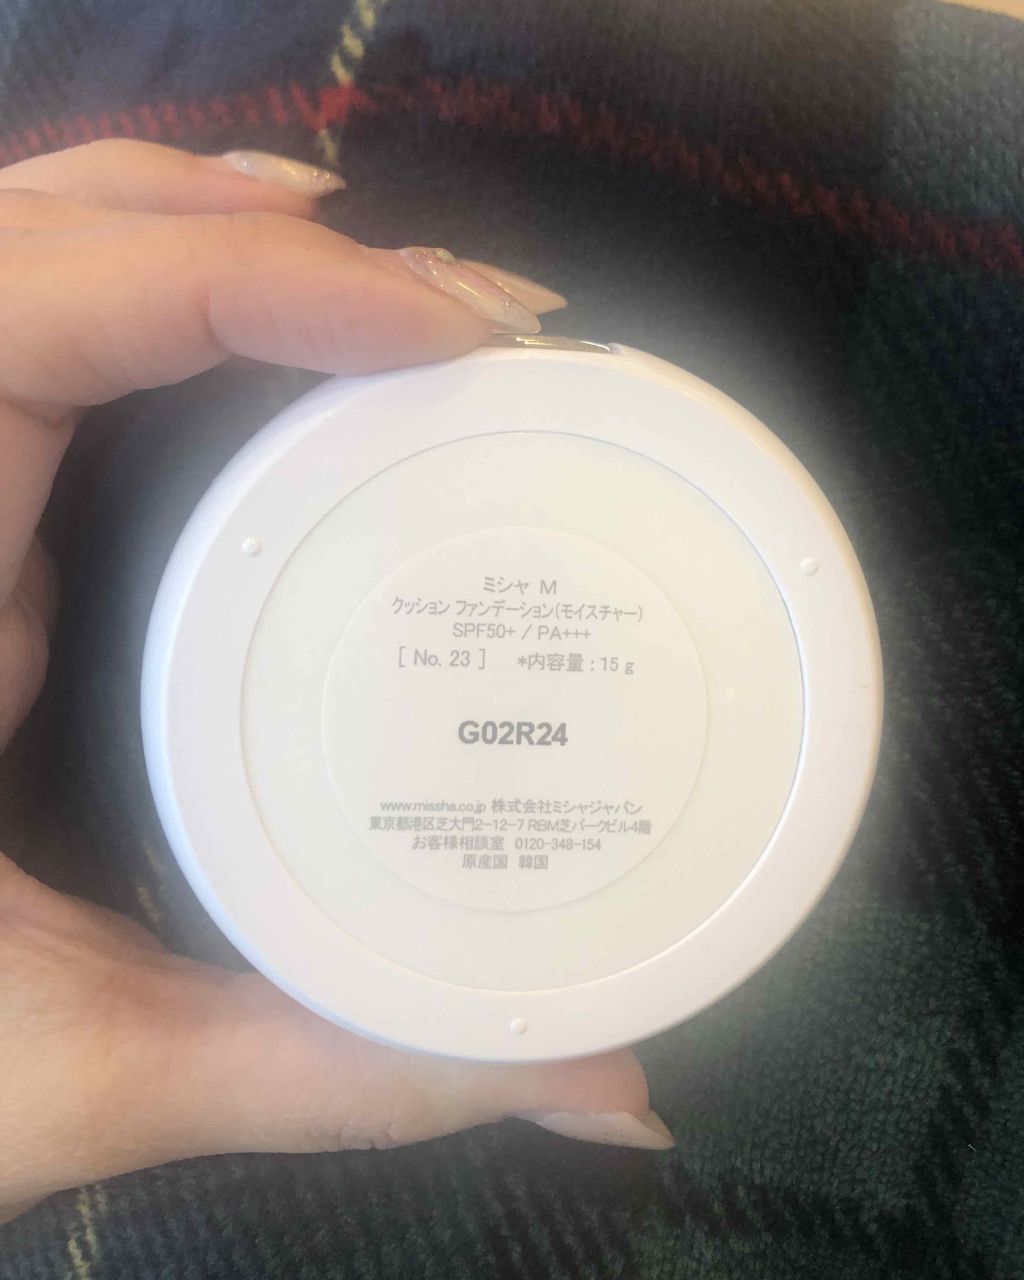 ミシャ M
クッション ファンデーション(モイスチャー)
SPF50+ / PA+++
[ No. 23 ] *内容量 : 15 g
G02R24
www.missha.co.jp 株式会社ミシャジャパン
東京都港区芝大門2-12-7 RBM芝パークビル4階
お客様相談室 0120-348-154
原産国 韓国